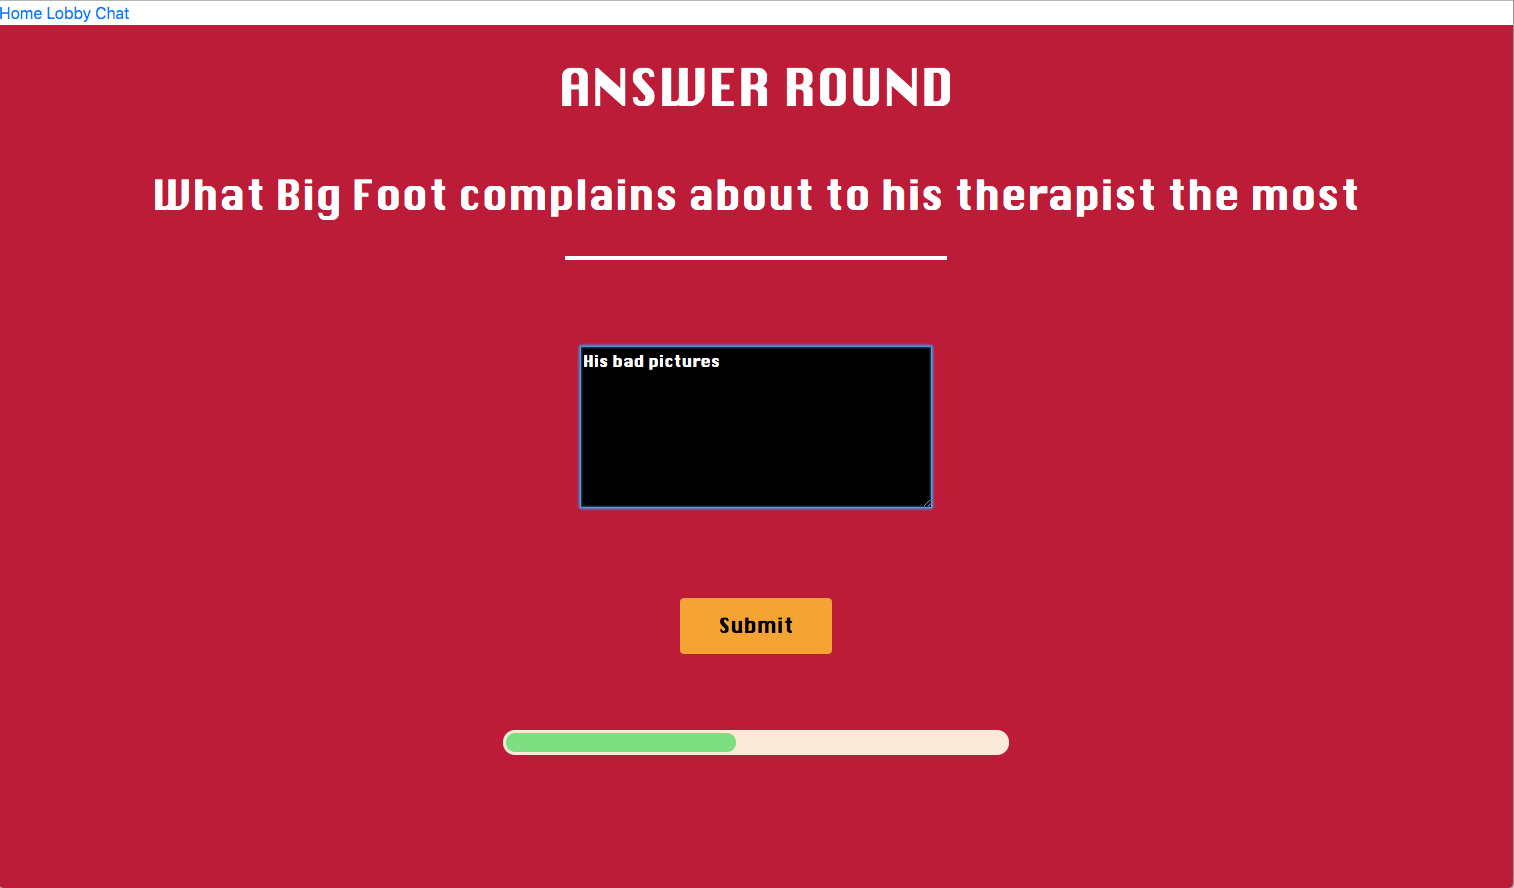 Home Lobby Chat
ANSWER ROUND
What Big Foot complains about to his therapist the most
His bad pictures
Submit